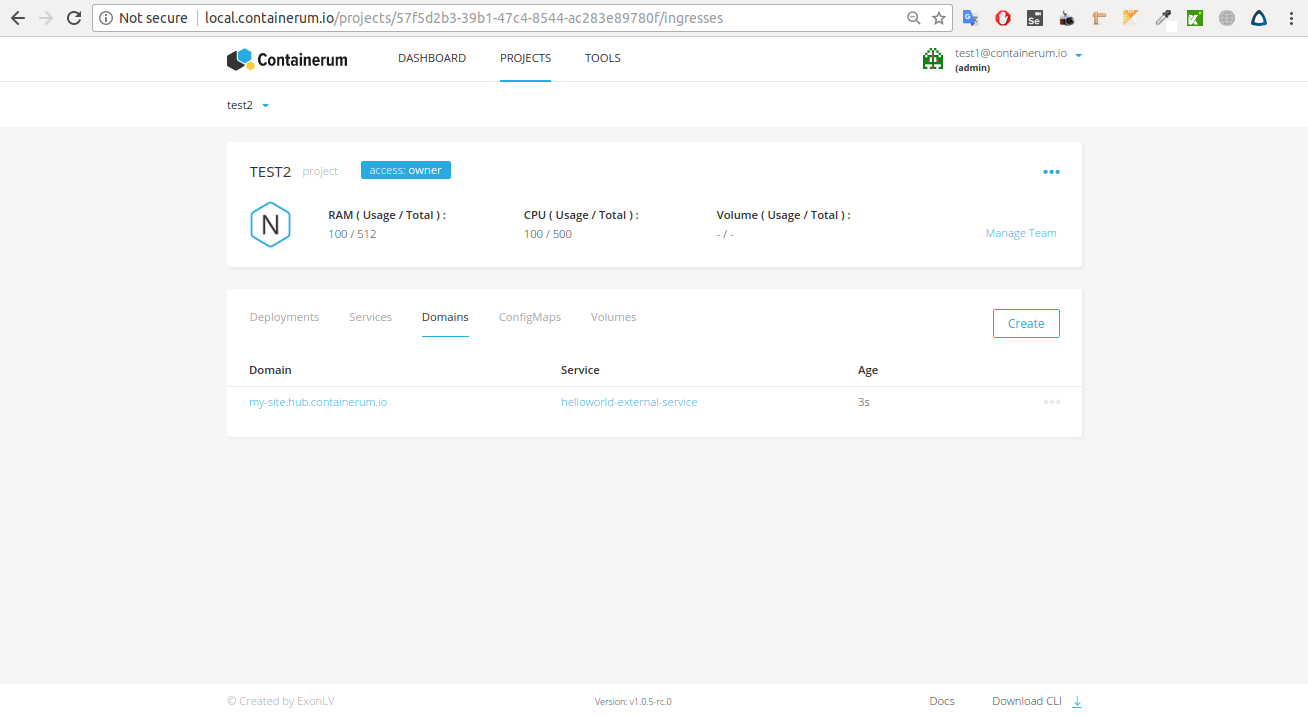 Not secure local.containerum.io/projects/57f5d2b3-39b1-47c4-8544-ac283e89780f/ingresses
Containerum DASHBOARD PROJECTS TOOLS test1@containerum.io
(admin)
test2
TEST2 project access: owner
N
RAM ( Usage / Total ) : CPU ( Usage / Total ) : Volume ( Usage / Total ) :
100 / 512 100 / 500 - / - Manage Team
Deployments Services Domains ConfigMaps Volumes Create
Domain Service Age
my-site.hub.containerum.io helloworld-external-service 3s
© Created by ExonLV Version: v1.0.5-rc.0 Docs Download CLI